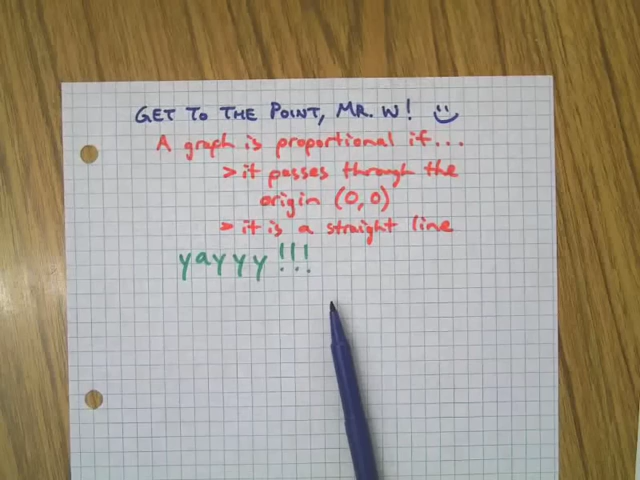 GET TO THE POINT, MR. W! :)
A graph is proportional if...
> it passes through the
origin (0,0)
> it is a straight line
yayyy!!!